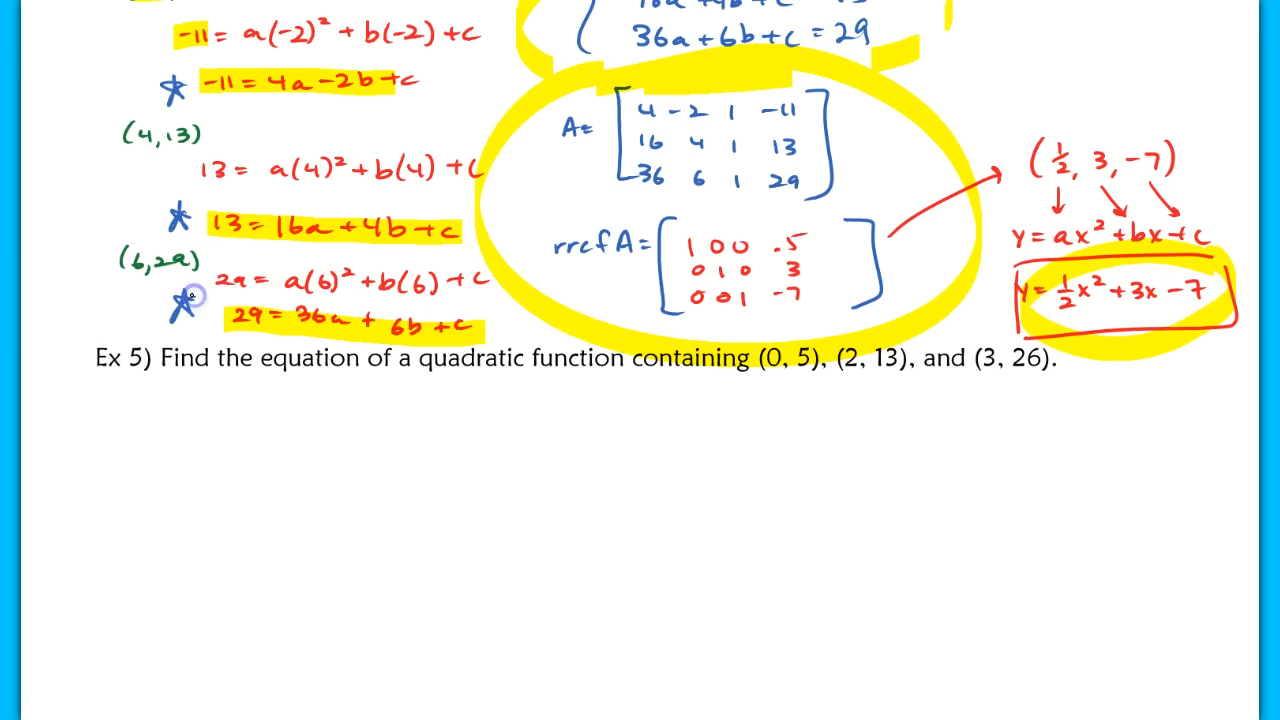 36a + 6b + c = 29
-11 = a(-2)² + b(-2) + c
-11 = 4a - 2b + c
(4, 13)
13 = a(4)² + b(4) + c
13 = 16a + 4b + c
(6, 29)
29 = a(6)² + b(6) + c
29 = 36a + 6b + c
A = [4 -2 1 -11
16 4 1 13
36 6 1 29]
rref A = [1 0 0 .5
0 1 0 3
0 0 1 -7]
(1/2, 3, -7)
y = ax² + bx + c
y = 1/2x² + 3x - 7
Ex 5) Find the equation of a quadratic function containing (0, 5), (2, 13), and (3, 26).